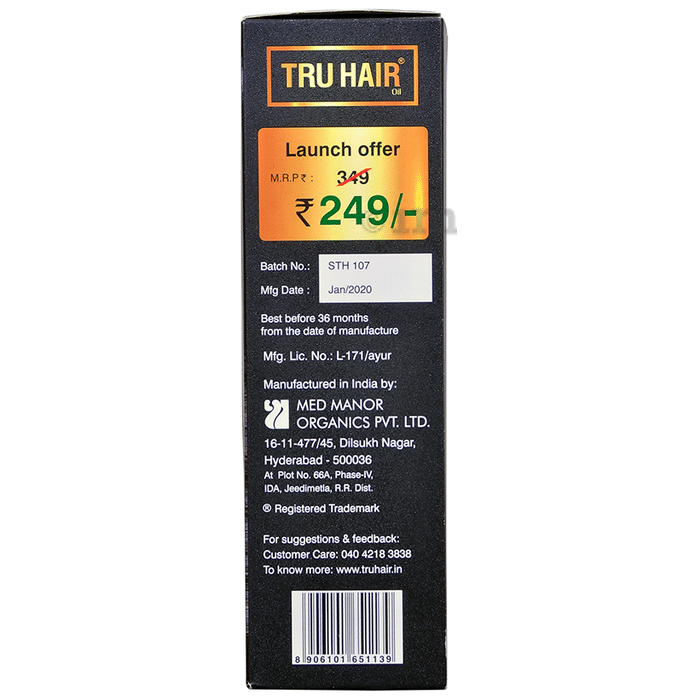 TRU HAIR®
Oil
Launch offer
M.R.P ₹ : 349
₹ 249/-
Batch No.: STH 107
Mfg Date : Jan/2020
Best before 36 months
from the date of manufacture
Mfg. Lic. No.: L-171/ayur
Manufactured in India by:
MED MANOR
ORGANICS PVT. LTD.
16-11-477/45, Dilsukh Nagar,
Hyderabad - 500036
At Plot No. 66A, Phase-IV,
IDA, Jeedimetla, R.R. Dist.
® Registered Trademark
For suggestions & feedback:
Customer Care: 040 4218 3838
To know more: www.truhair.in
8 906101 651139